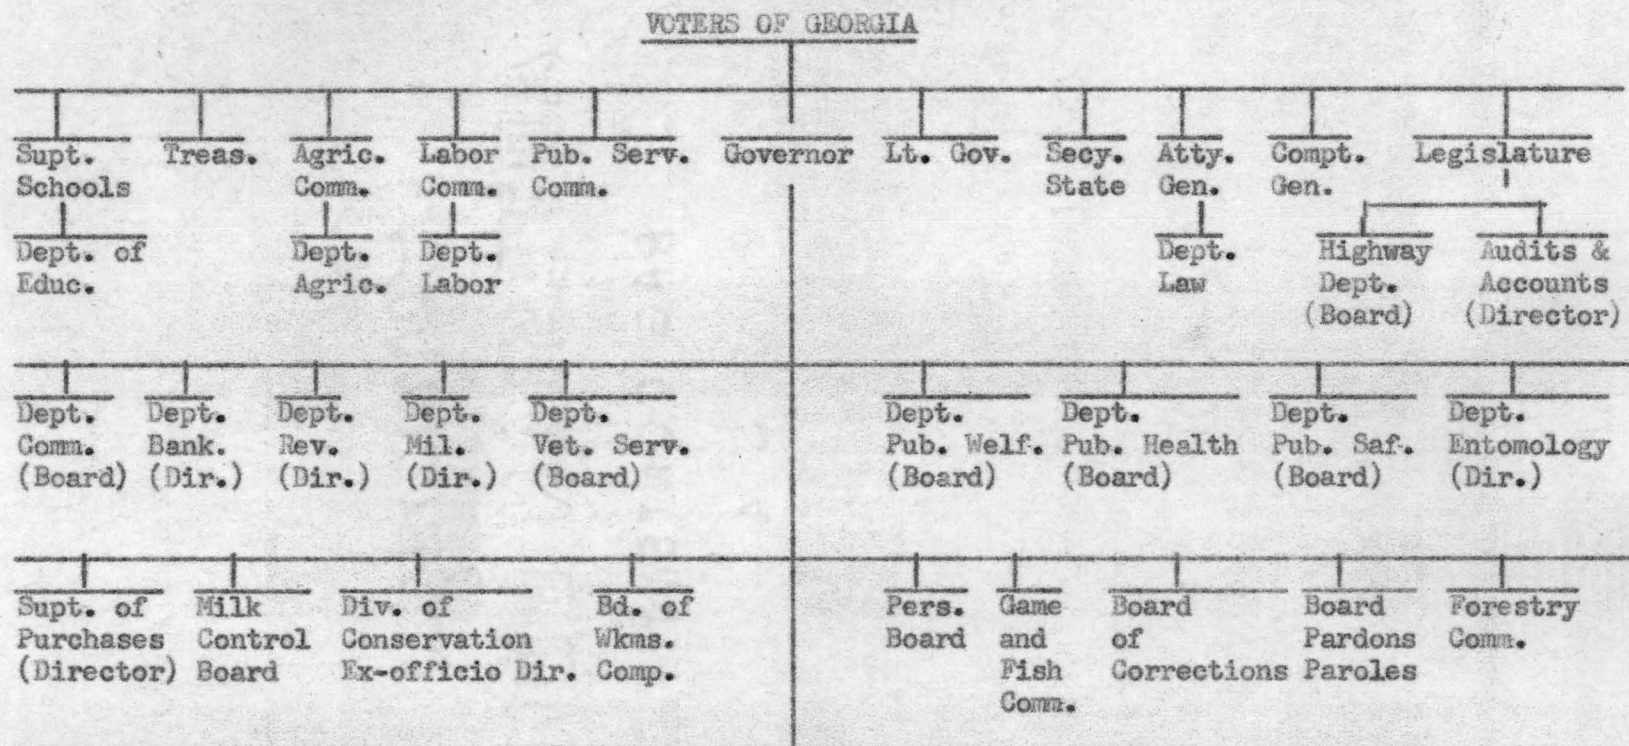 VOTERS OF GEORGIA
Supt. Treas. Agric. Labor Pub. Serv. Governor Lt. Gov. Secy. Atty. Compt. Legislature
Schools Comm. Comm. Comm. State Gen. Gen.
Dept. of Dept. Dept. Dept. Highway Audits &
Educ. Agric. Labor Law Dept. Accounts
(Board) (Director)
Dept. Dept. Dept. Dept. Dept. Dept. Dept. Dept. Dept.
Comm. Bank. Rev. Mil. Vet. Serv. Pub. Welf. Pub. Health Pub. Saf. Entomology
(Board) (Dir.) (Dir.) (Dir.) (Board) (Board) (Board) (Board) (Dir.)
Supt. of Milk Div. of Bd. of Pers. Game Board Board Forestry
Purchases Control Conservation Wkms. Board and of Pardons Comm.
(Director) Board Ex-officio Dir. Comp. Fish Corrections Paroles
Comm.